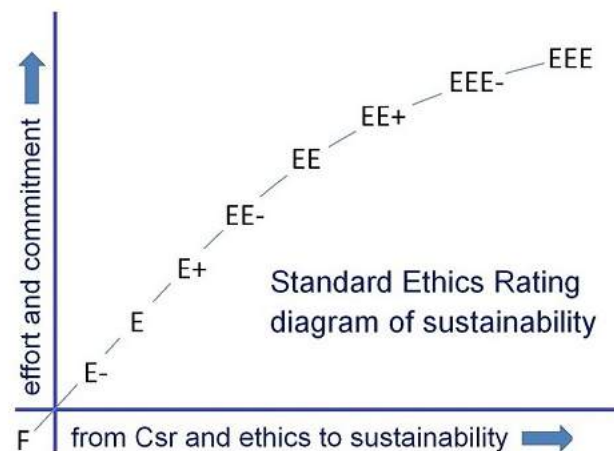 EEE
EEE-
EE+
EE
EE-
E+
E
E-
F
effort and commitment
Standard Ethics Rating
diagram of sustainability
from Csr and ethics to sustainability